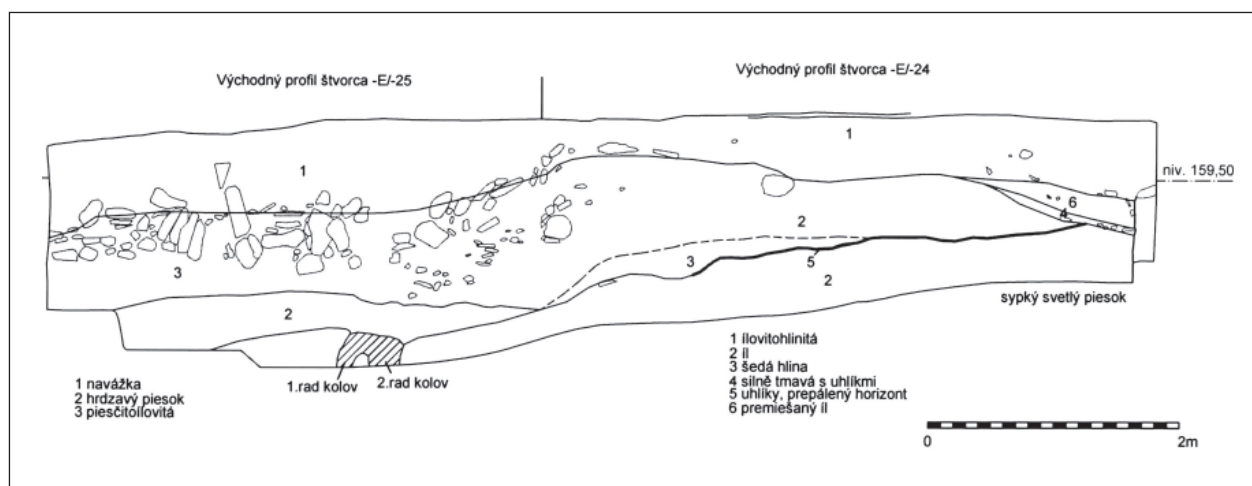 Východný profil štvorca -E/-25
Východný profil štvorca -E/-24
1
1
niv. 159,50
6
4
2
3
3
5
2
2
sypký svetlý piesok
1.rad kolov
2.rad kolov
1 navážka
2 hrdzavý piesok
3 piesčitoílovitá
1 ílovitohlinitá
2 íl
3 šedá hlina
4 silně tmavá s uhlíkmi
5 uhlíky, prepálený horizont
6 premiešaný íl
0
2m